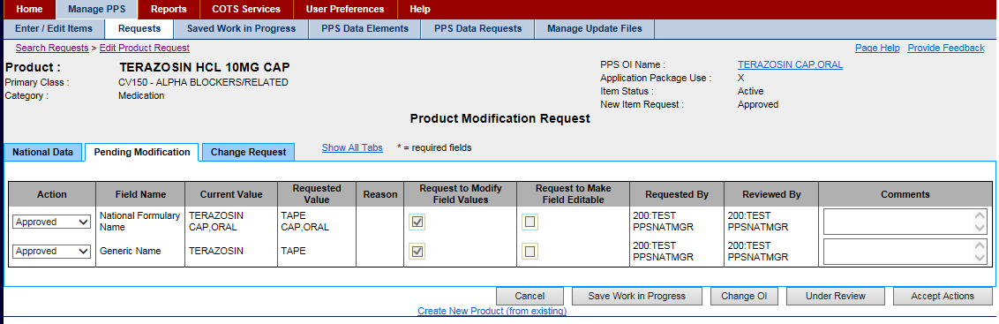 Home Manage PPS Reports COTS Services User Preferences Help
Enter / Edit Items Requests Saved Work in Progress PPS Data Elements PPS Data Requests Manage Update Files
Search Requests > Edit Product Request Page Help Provide Feedback
Product : TERAZOSIN HCL 10MG CAP
Primary Class : CV150 - ALPHA BLOCKERS/RELATED
Category : Medication
PPS OI Name : TERAZOSIN CAP,ORAL
Application Package Use : X
Item Status : Active
New Item Request : Approved
Product Modification Request
National Data Pending Modification Change Request Show All Tabs * = required fields
Action Field Name Current Value Requested Value Reason Request to Modify Field Values Request to Make Field Editable Requested By Reviewed By Comments
Approved National Formulary Name TERAZOSIN CAP,ORAL TAPE CAP,ORAL 200:TEST PPSNATMGR 200:TEST PPSNATMGR
Approved Generic Name TERAZOSIN TAPE 200:TEST PPSNATMGR 200:TEST PPSNATMGR
Cancel Save Work in Progress Change OI Under Review Accept Actions
Create New Product (from existing)